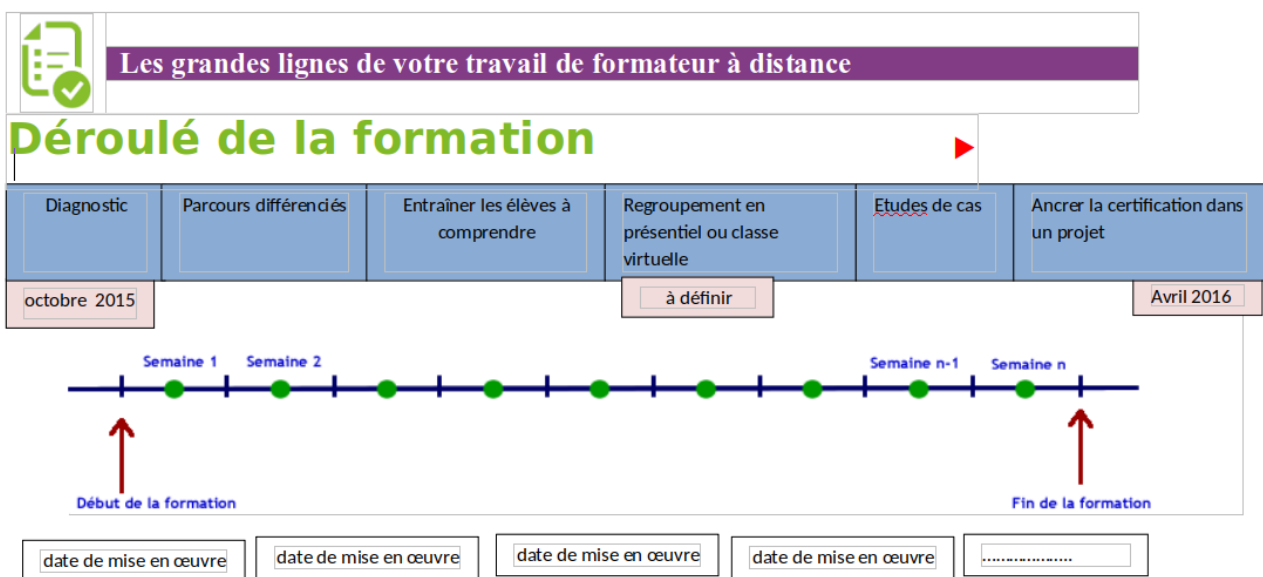 Les grandes lignes de votre travail de formateur à distance
Déroulé de la formation
Diagnostic
Parcours différenciés
Entraîner les élèves à
comprendre
Regroupement en
présentiel ou classe
virtuelle
Etudes de cas
Ancrer la certification dans
un projet
octobre 2015
à définir
Avril 2016
Semaine 1
Semaine 2
Semaine n-1
Semaine n
Début de la formation
Fin de la formation
date de mise en œuvre
date de mise en œuvre
date de mise en œuvre
date de mise en œuvre
...................